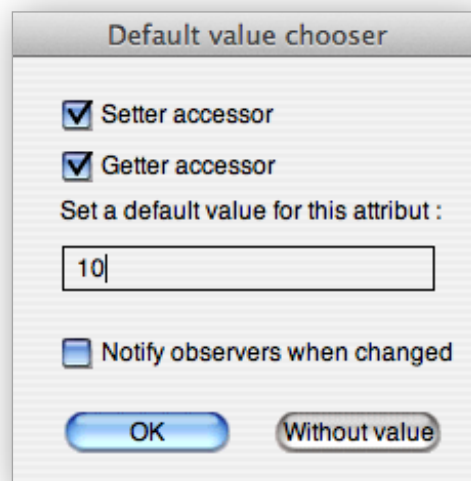 Default value chooser
Setter accessor
Getter accessor
Set a default value for this attribut :
10
Notify observers when changed
OK
Without value